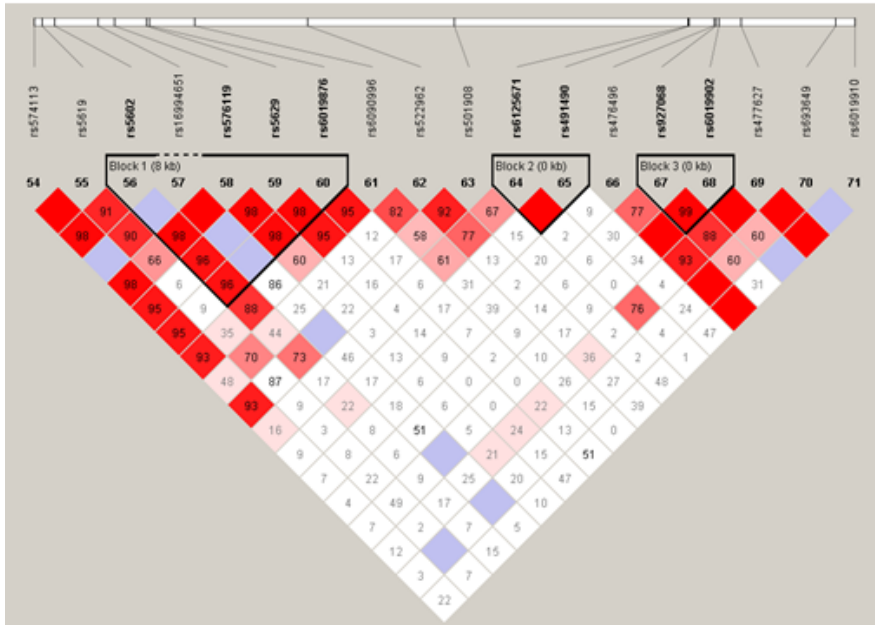 rs574113
rs5619
rs5602
rs16994651
rs576119
rs5629
rs6019876
rs6090996
rs522962
rs501908
rs6125671
rs491490
rs476496
rs927068
rs6019902
rs477627
rs693649
rs6019910
Block 1 (8 kb) Block 2 (0 kb) Block 3 (0 kb)
54 55 56 57 58 59 60 61 62 63 64 65 66 67 68 69 70 71
91 98 98 95 82 92 67 9 77 99
98 90 98 98 95 12 58 77 15 2 30 88 60
66 96 60 13 17 61 13 20 6 34 93 60
98 6 96 86 21 16 6 31 2 6 0 4 31
95 9 88 25 22 4 17 39 14 9 76 24
95 35 44 3 14 7 9 17 2 47
93 70 73 46 13 9 2 10 36 2 1
48 87 17 17 6 0 0 26 27 48
93 9 22 18 6 0 22 15 39
16 3 8 51 5 24 13 0
9 8 6 21 15 51
7 22 9 25 20 47
4 49 17 10
7 2 7 5
12 15
3 7
22